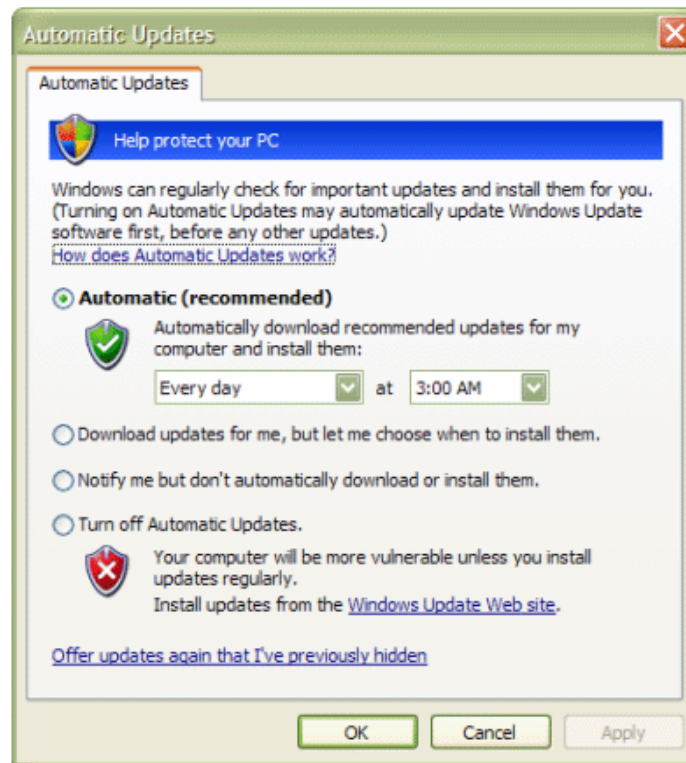 Automatic Updates
Automatic Updates
Help protect your PC
Windows can regularly check for important updates and install them for you.
(Turning on Automatic Updates may automatically update Windows Update
software first, before any other updates.)
How does Automatic Updates work?
Automatic (recommended)
Automatically download recommended updates for my
computer and install them:
Every day at 3:00 AM
Download updates for me, but let me choose when to install them.
Notify me but don't automatically download or install them.
Turn off Automatic Updates.
Your computer will be more vulnerable unless you install
updates regularly.
Install updates from the Windows Update Web site.
Offer updates again that I've previously hidden
OK Cancel Apply